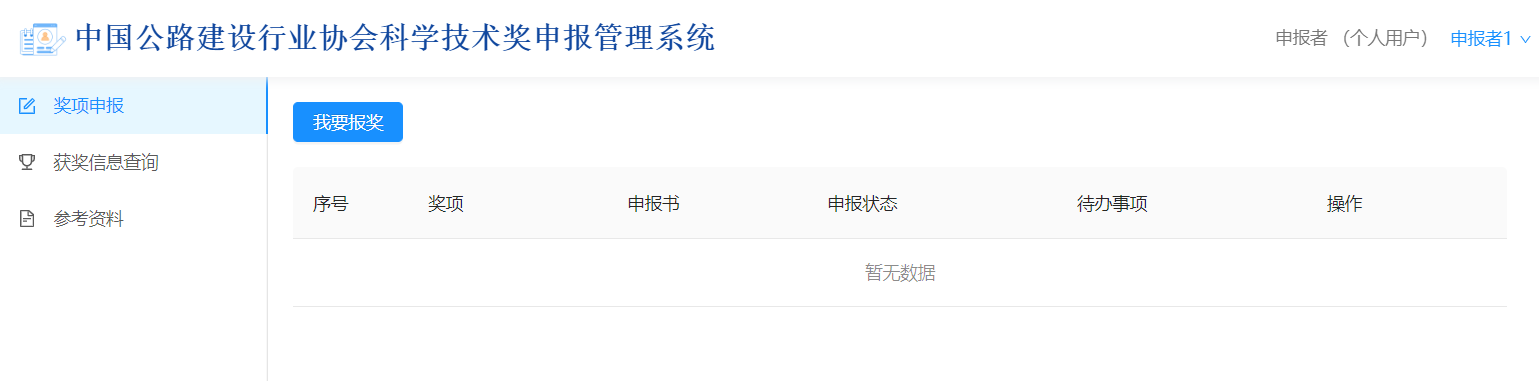 中国公路建设行业协会科学技术奖申报管理系统
申报者 （个人用户） 申报者1
奖项申报
获奖信息查询
参考资料
我要报奖
序号 奖项 申报书 申报状态 待办事项 操作
暂无数据